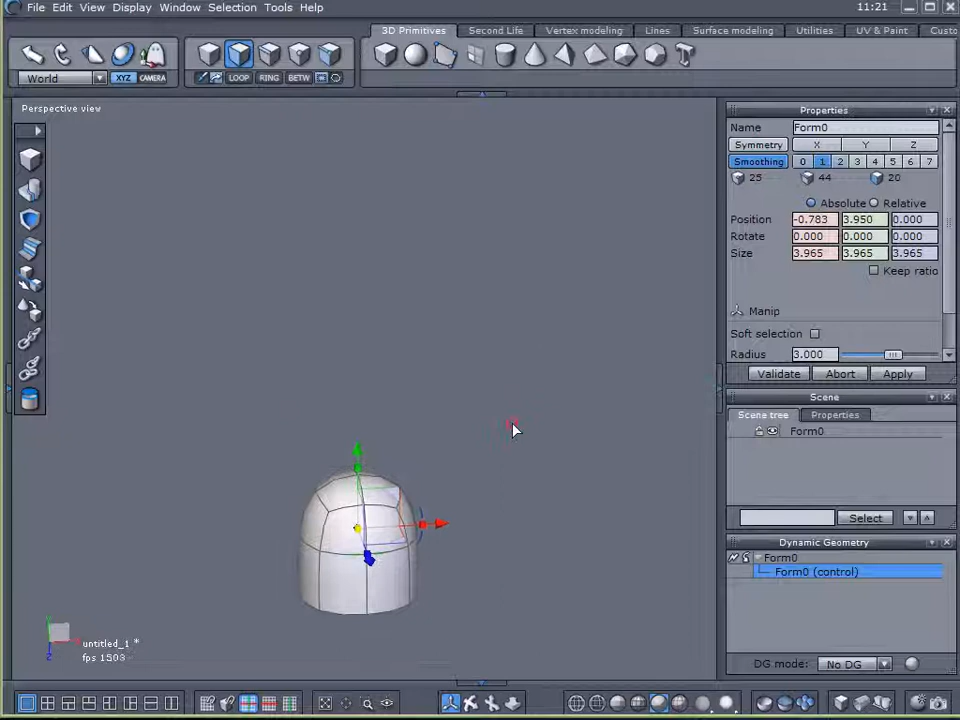 File Edit View Display Window Selection Tools Help 11:21
3D Primitives Second Life Vertex modeling Lines Surface modeling Utilities UV & Paint Custo
World XYZ CAMERA LOOP RING BETW
Perspective view
Properties
Name Form0
Symmetry X Y Z
Smoothing 0 1 2 3 4 5 6 7
25 44 20
Absolute Relative
Position -0.783 3.950 0.000
Rotate 0.000 0.000 0.000
Size 3.965 3.965 3.965
Keep ratio
Manip
Soft selection
Radius 3.000
Validate Abort Apply
Scene
Scene tree Properties
Form0
Select
Dynamic Geometry
Form0
Form0 (control)
DG mode: No DG
untitled_1 *
fps 1503